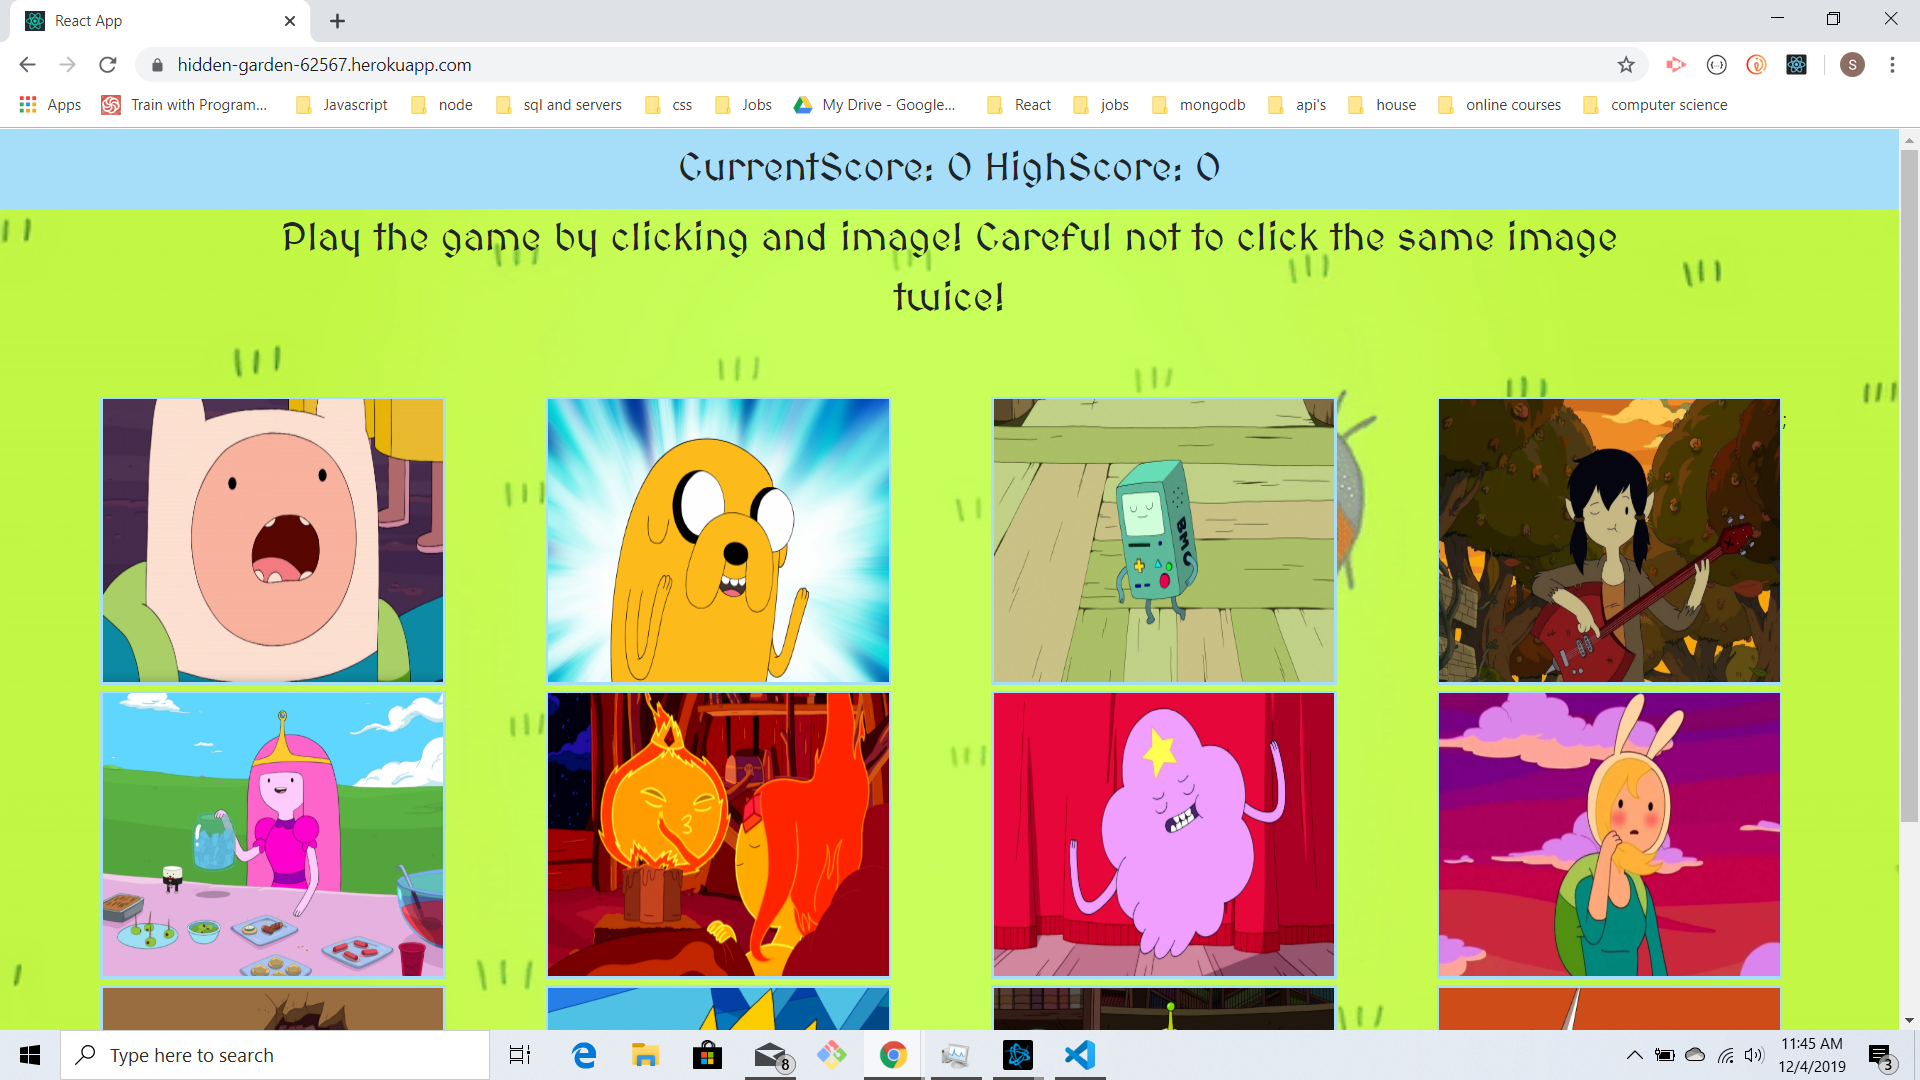 React App
hidden-garden-62567.herokuapp.com
S
Apps Train with Program... Javascript node sql and servers css Jobs My Drive - Google... React jobs mongodb api's house online courses computer science
CurrentScore: 0 HighScore: 0
Play the game by clicking and image! Careful not to click the same image
twice!
;
BMO
Type here to search
8
11:45 AM
12/4/2019
3